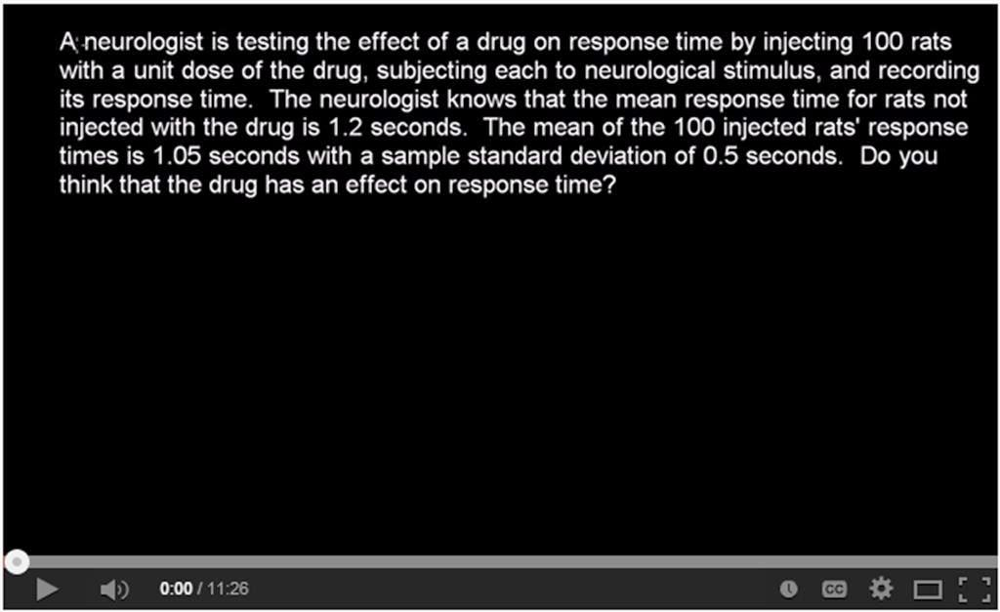 A neurologist is testing the effect of a drug on response time by injecting 100 rats
with a unit dose of the drug, subjecting each to neurological stimulus, and recording
its response time.  The neurologist knows that the mean response time for rats not
injected with the drug is 1.2 seconds.  The mean of the 100 injected rats' response
times is 1.05 seconds with a sample standard deviation of 0.5 seconds.  Do you
think that the drug has an effect on response time?
0:00 / 11:26 CC